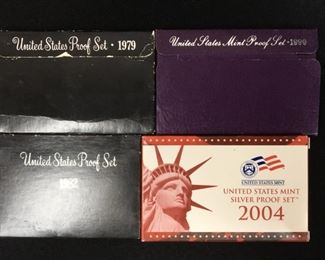 United States Proof Set · 1979
United States Mint Proof Set · 1990
United States Proof Set
1982
UNITED STATES MINT
UNITED STATES MINT
SILVER PROOF SET
2004